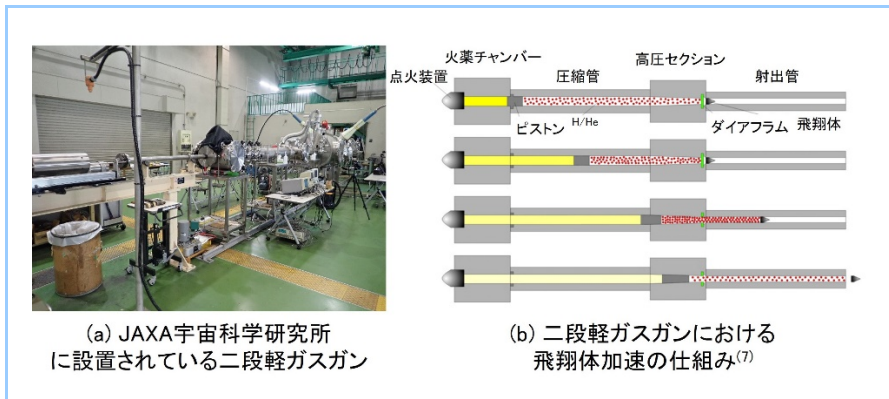 火薬チャンバー
高圧セクション
点火装置
圧縮管
射出管
ピストン
H/He
ダイアフラム
飛翔体
(a) JAXA宇宙科学研究所
に設置されている二段軽ガスガン
(b) 二段軽ガスガンにおける
飛翔体加速の仕組み(7)